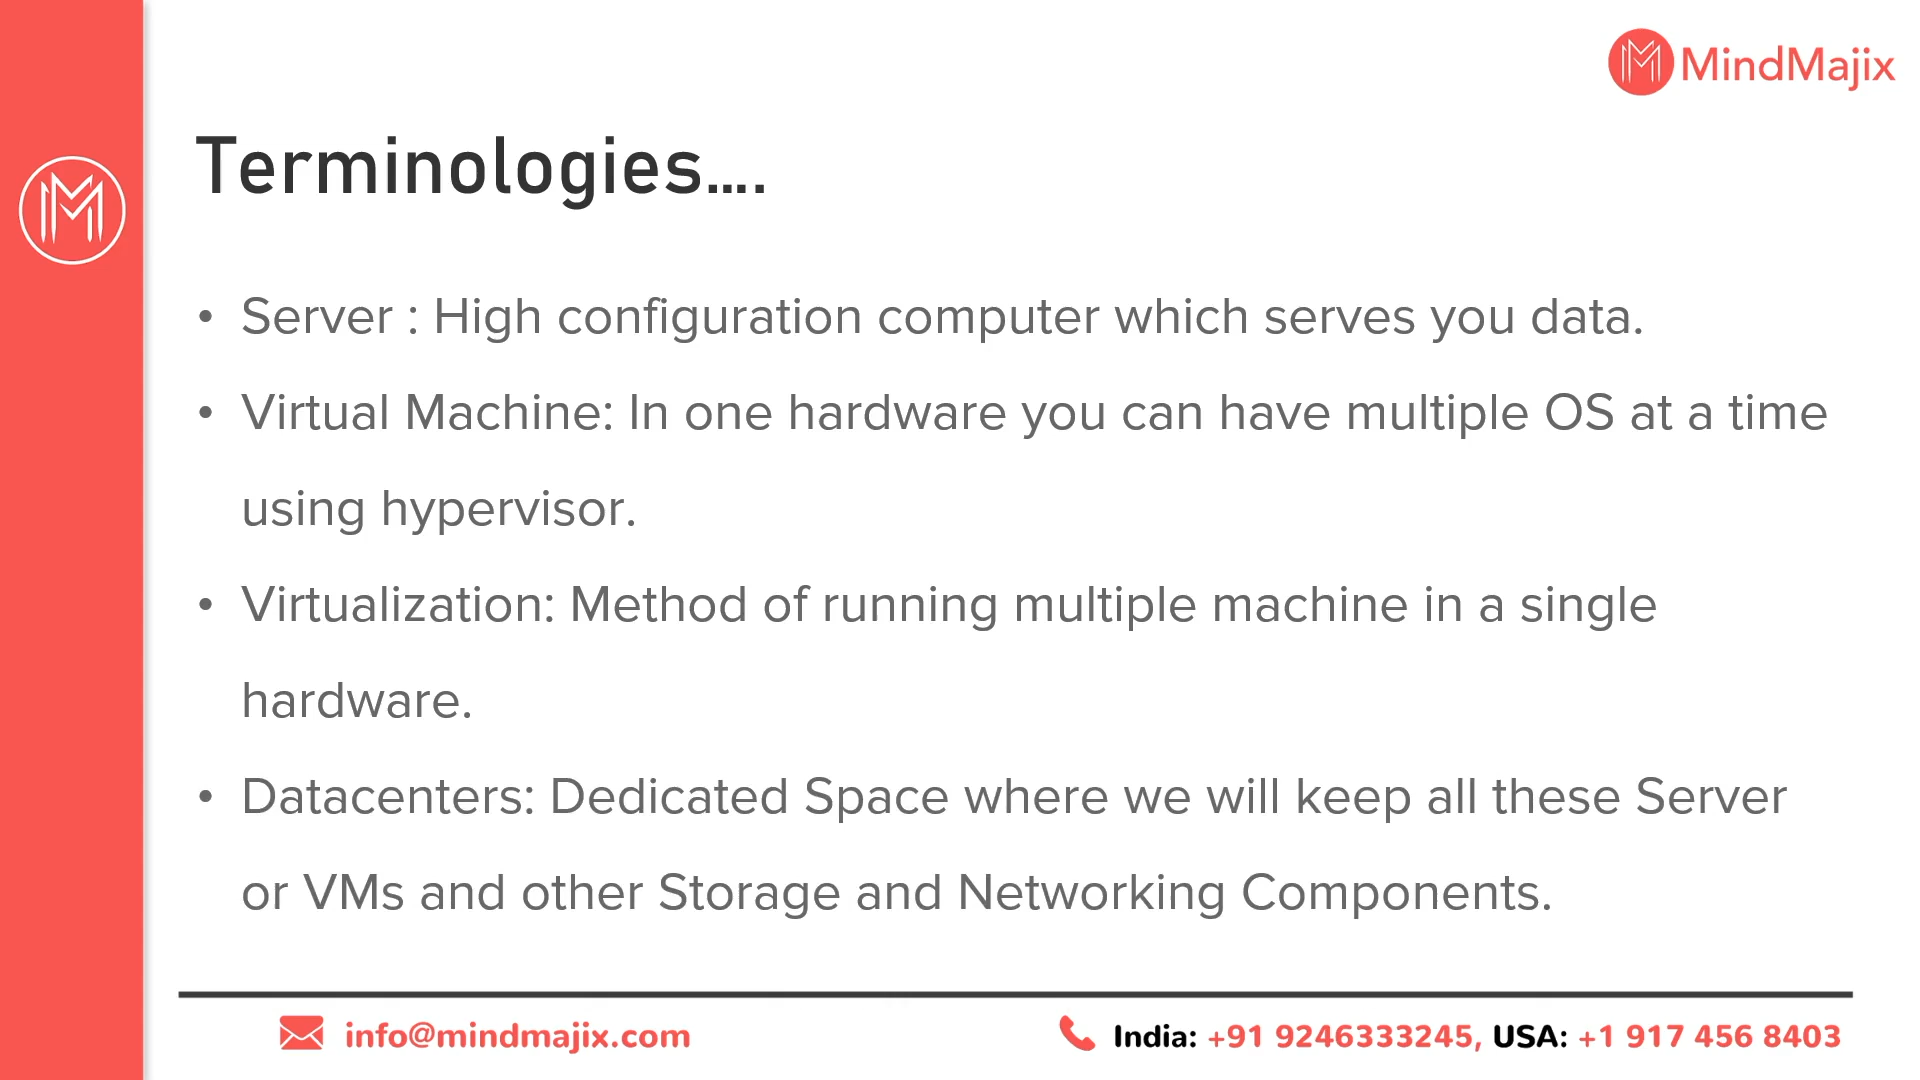 MindMajix
Terminologies....
• Server : High configuration computer which serves you data.
• Virtual Machine: In one hardware you can have multiple OS at a time
using hypervisor.
• Virtualization: Method of running multiple machine in a single
hardware.
• Datacenters: Dedicated Space where we will keep all these Server
or VMs and other Storage and Networking Components.
info@mindmajix.com
India: +91 9246333245, USA: +1 917 456 8403